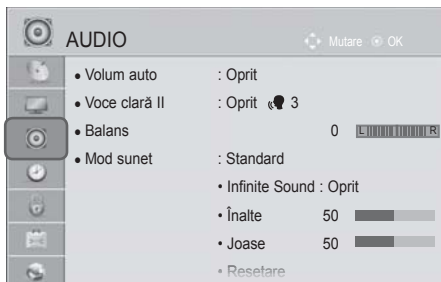 AUDIO Mutare OK
• Volum auto : Oprit
• Voce clară II : Oprit 3
• Balans 0 L R
• Mod sunet : Standard
• Infinite Sound : Oprit
• Înalte 50
• Joase 50
• Resetare